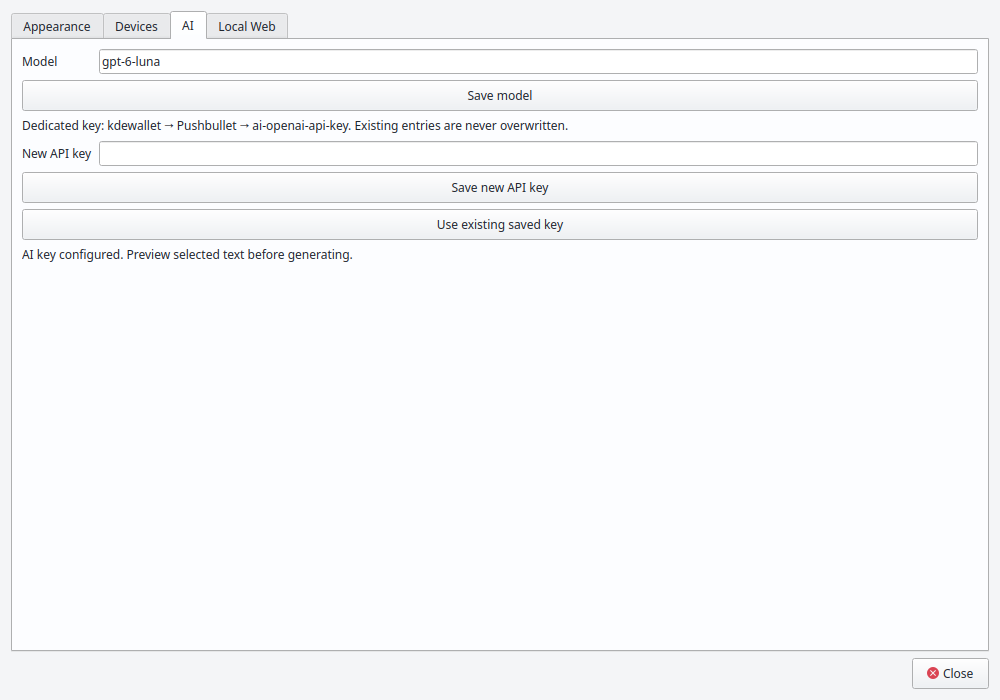 Appearance Devices AI Local Web
Model gpt-6-luna
Save model
Dedicated key: kdewallet → Pushbullet → ai-openai-api-key. Existing entries are never overwritten.
New API key
Save new API key
Use existing saved key
AI key configured. Preview selected text before generating.
Close